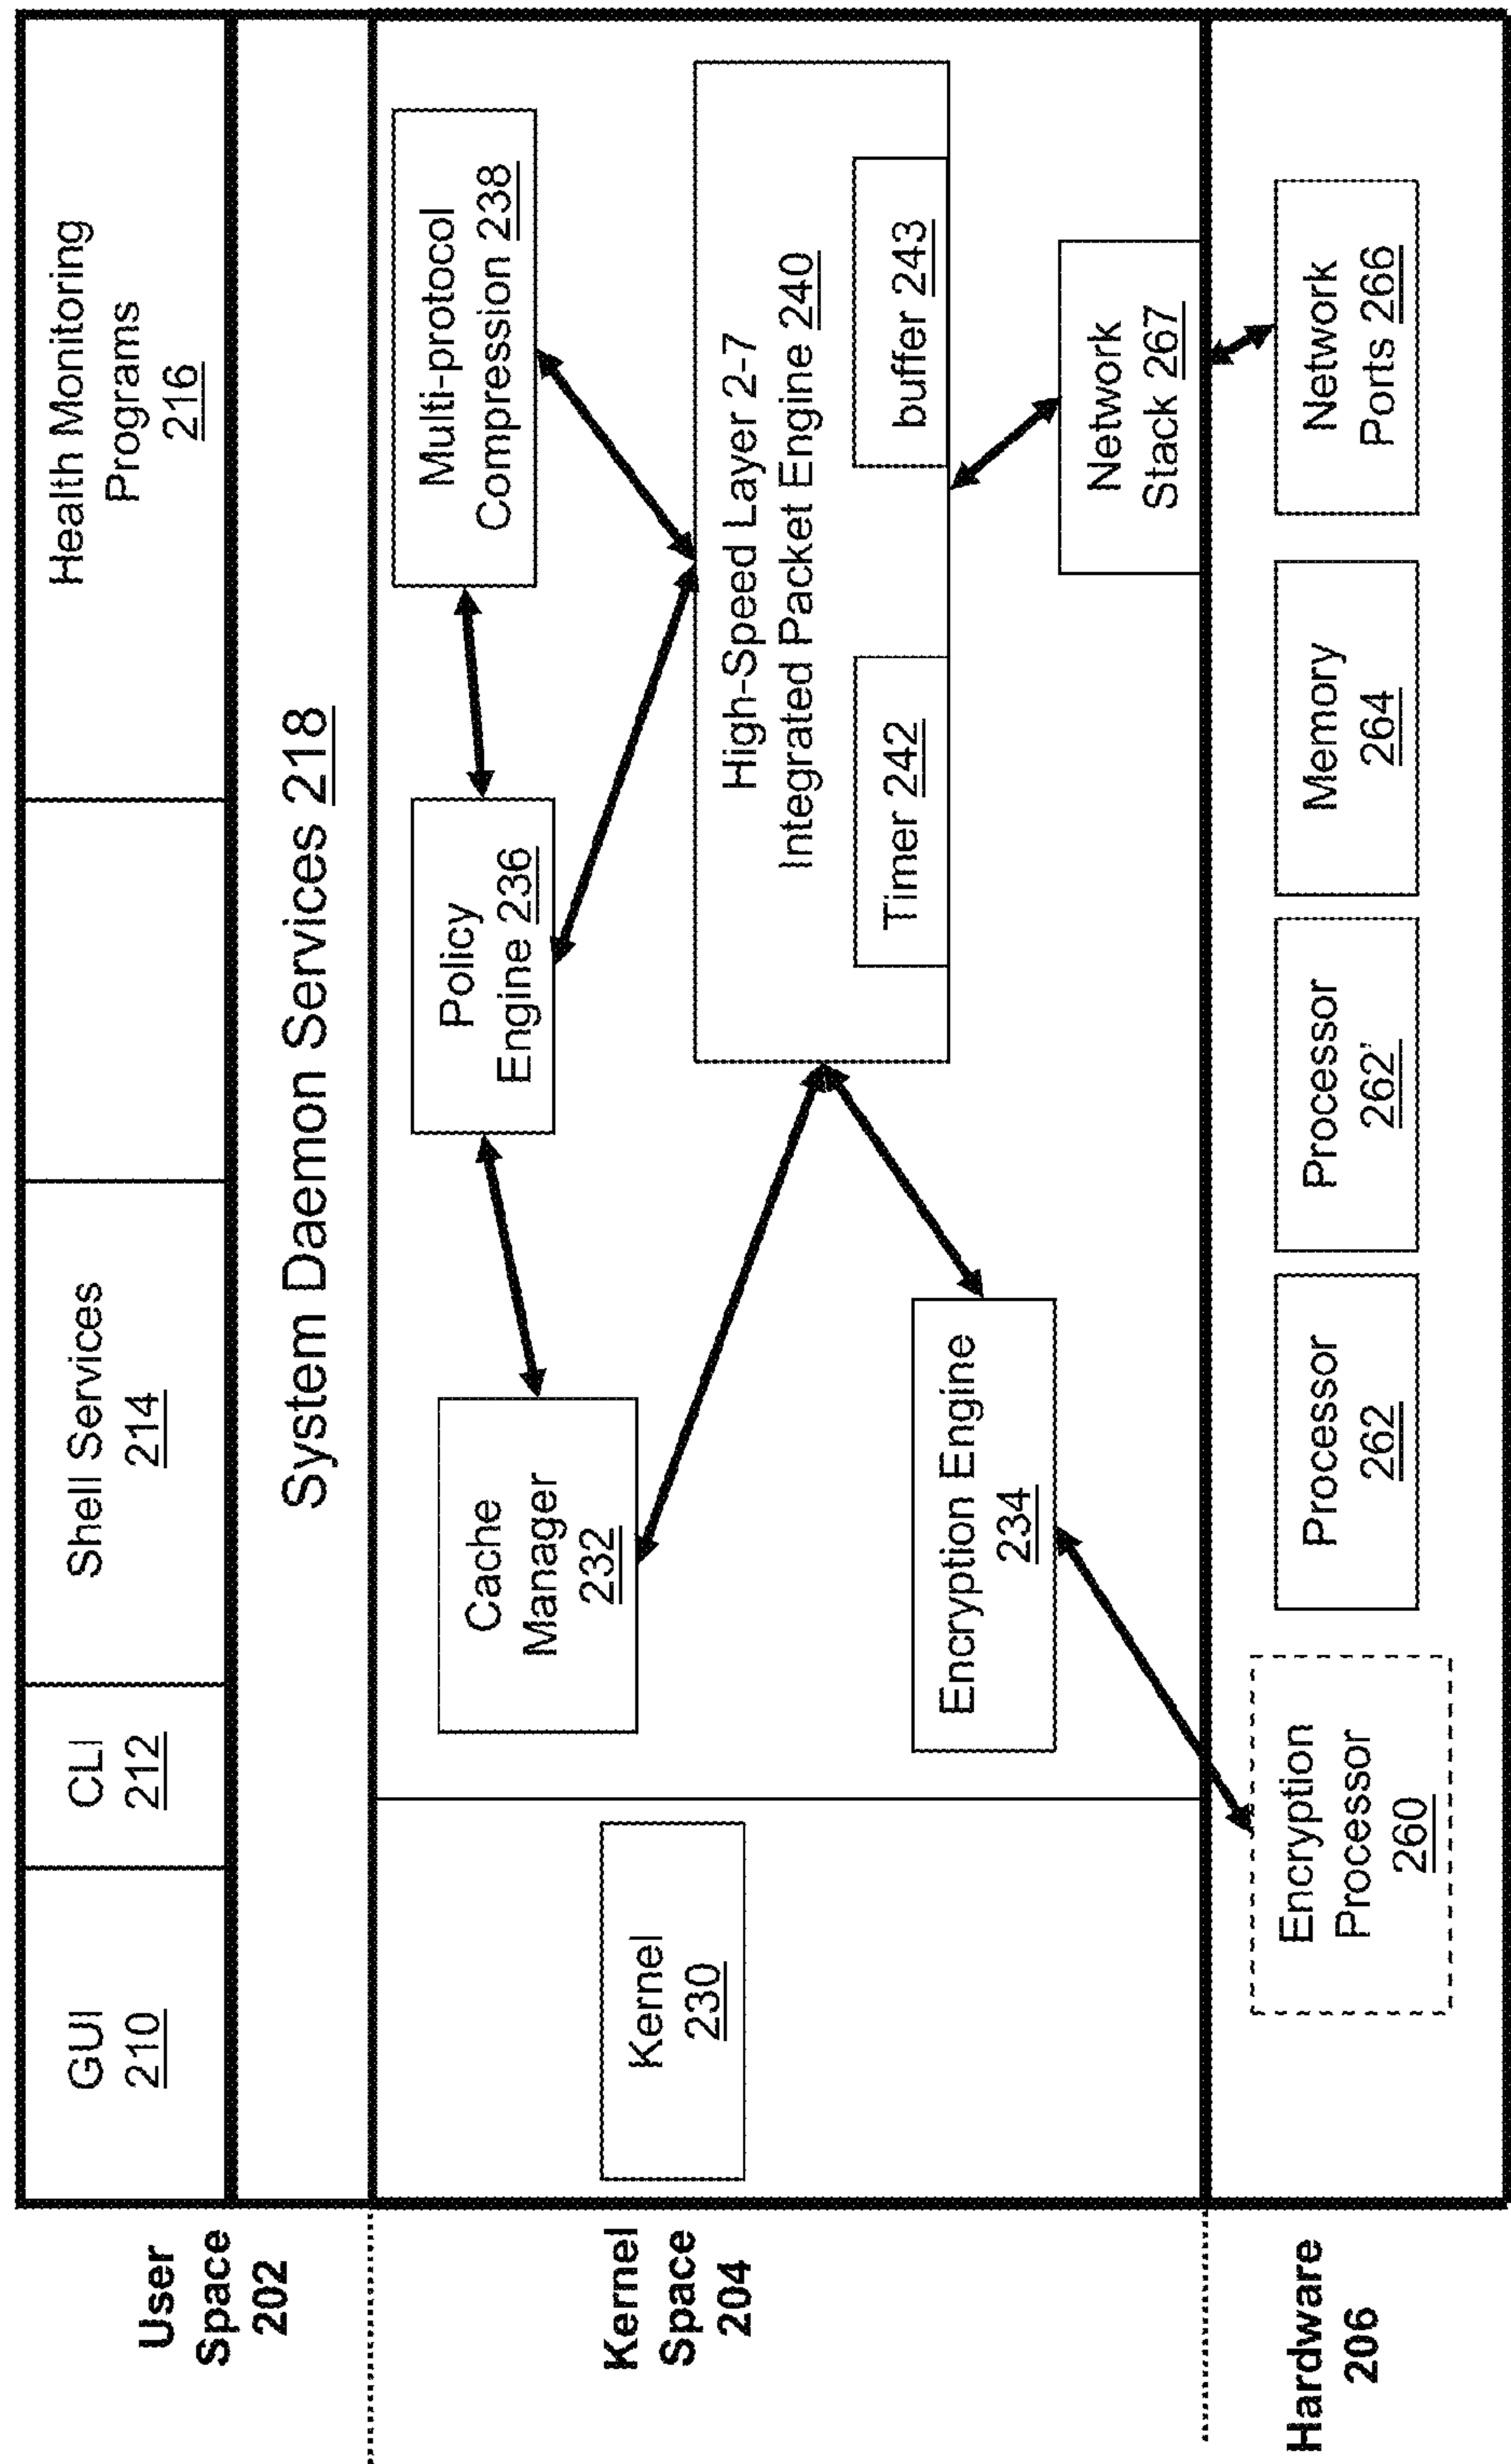 User
Space
202
GUI
210
CLI
212
Shell Services
214
Health Monitoring
Programs
216
System Daemon Services 218
Kernel
Space
204
Kernel
230
Cache
Manager
232
Policy
Engine 236
Multi-protocol
Compression 238
High-Speed Layer 2-7
Integrated Packet Engine 240
Timer 242
buffer 243
Encryption Engine
234
Network
Stack 267
Hardware
206
Encryption
Processor
260
Processor
262
Processor
262’
Memory
264
Network
Ports 266